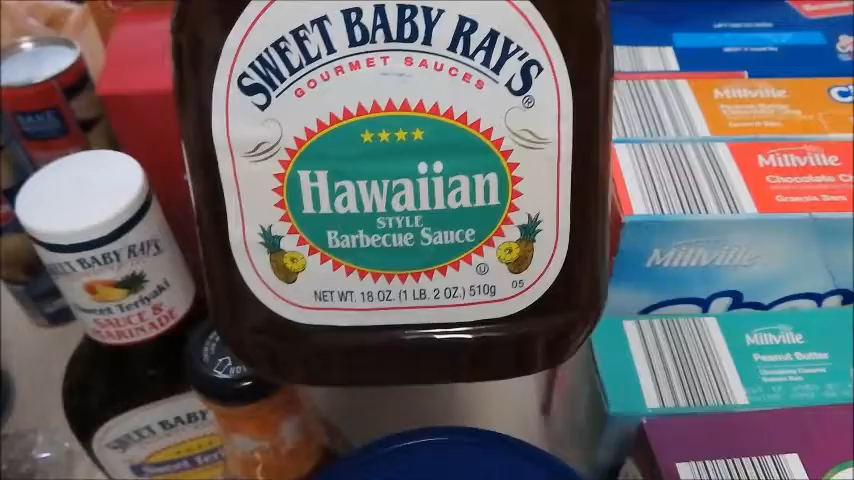 SWEET BABY RAY'S®
GOURMET SAUCES
Hawaiian
STYLE
Barbecue Sauce
NET WT. 18 OZ. (1 LB. 2 OZ.) 510g
05
SWEET BABY RAY'S
Sweet Teriyaki
SAUCE &
MARINADE
SWEET BABY
Sweet
Millville
Peanut Butter
Millville
Chocolate
Granola Bars
Millville
Millville
Peanut Butter